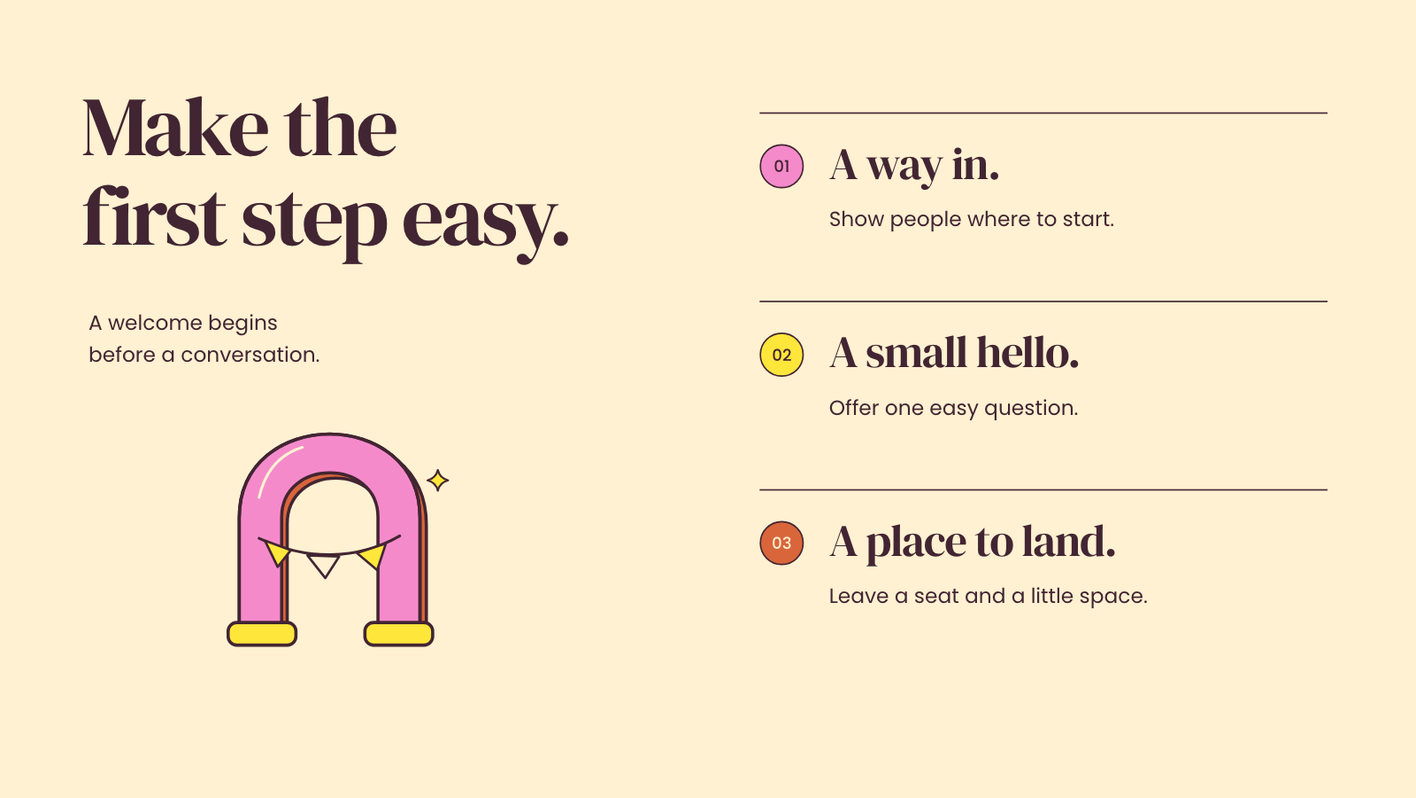 Make the
first step easy.
A welcome begins
before a conversation.
01
A way in.
Show people where to start.
02
A small hello.
Offer one easy question.
03
A place to land.
Leave a seat and a little space.